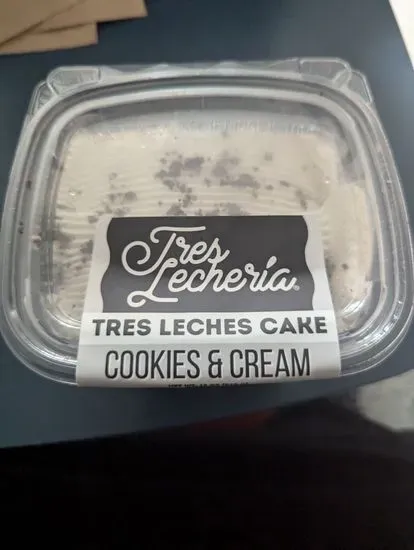 Tres
Lechería®
TRES LECHES CAKE
COOKIES & CREAM